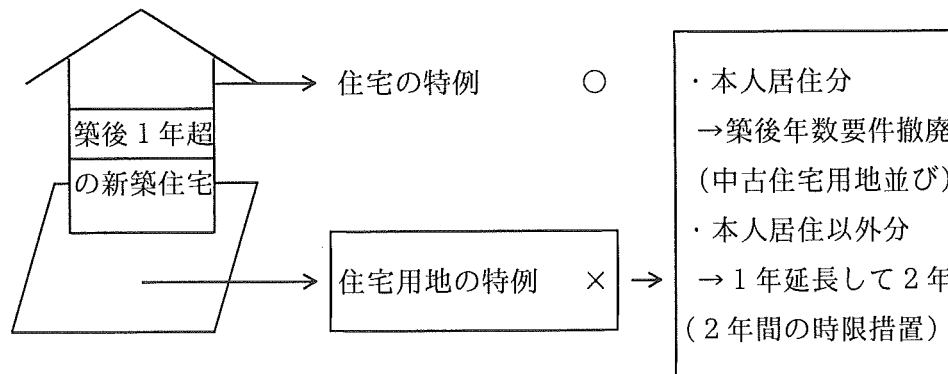 築後1年超
の新築住宅
住宅の特例 ○
住宅用地の特例 ×
・本人居住分
→築後年数要件撤廃
(中古住宅用地並び)
・本人居住以外分
→1年延長して2年
(2年間の時限措置)